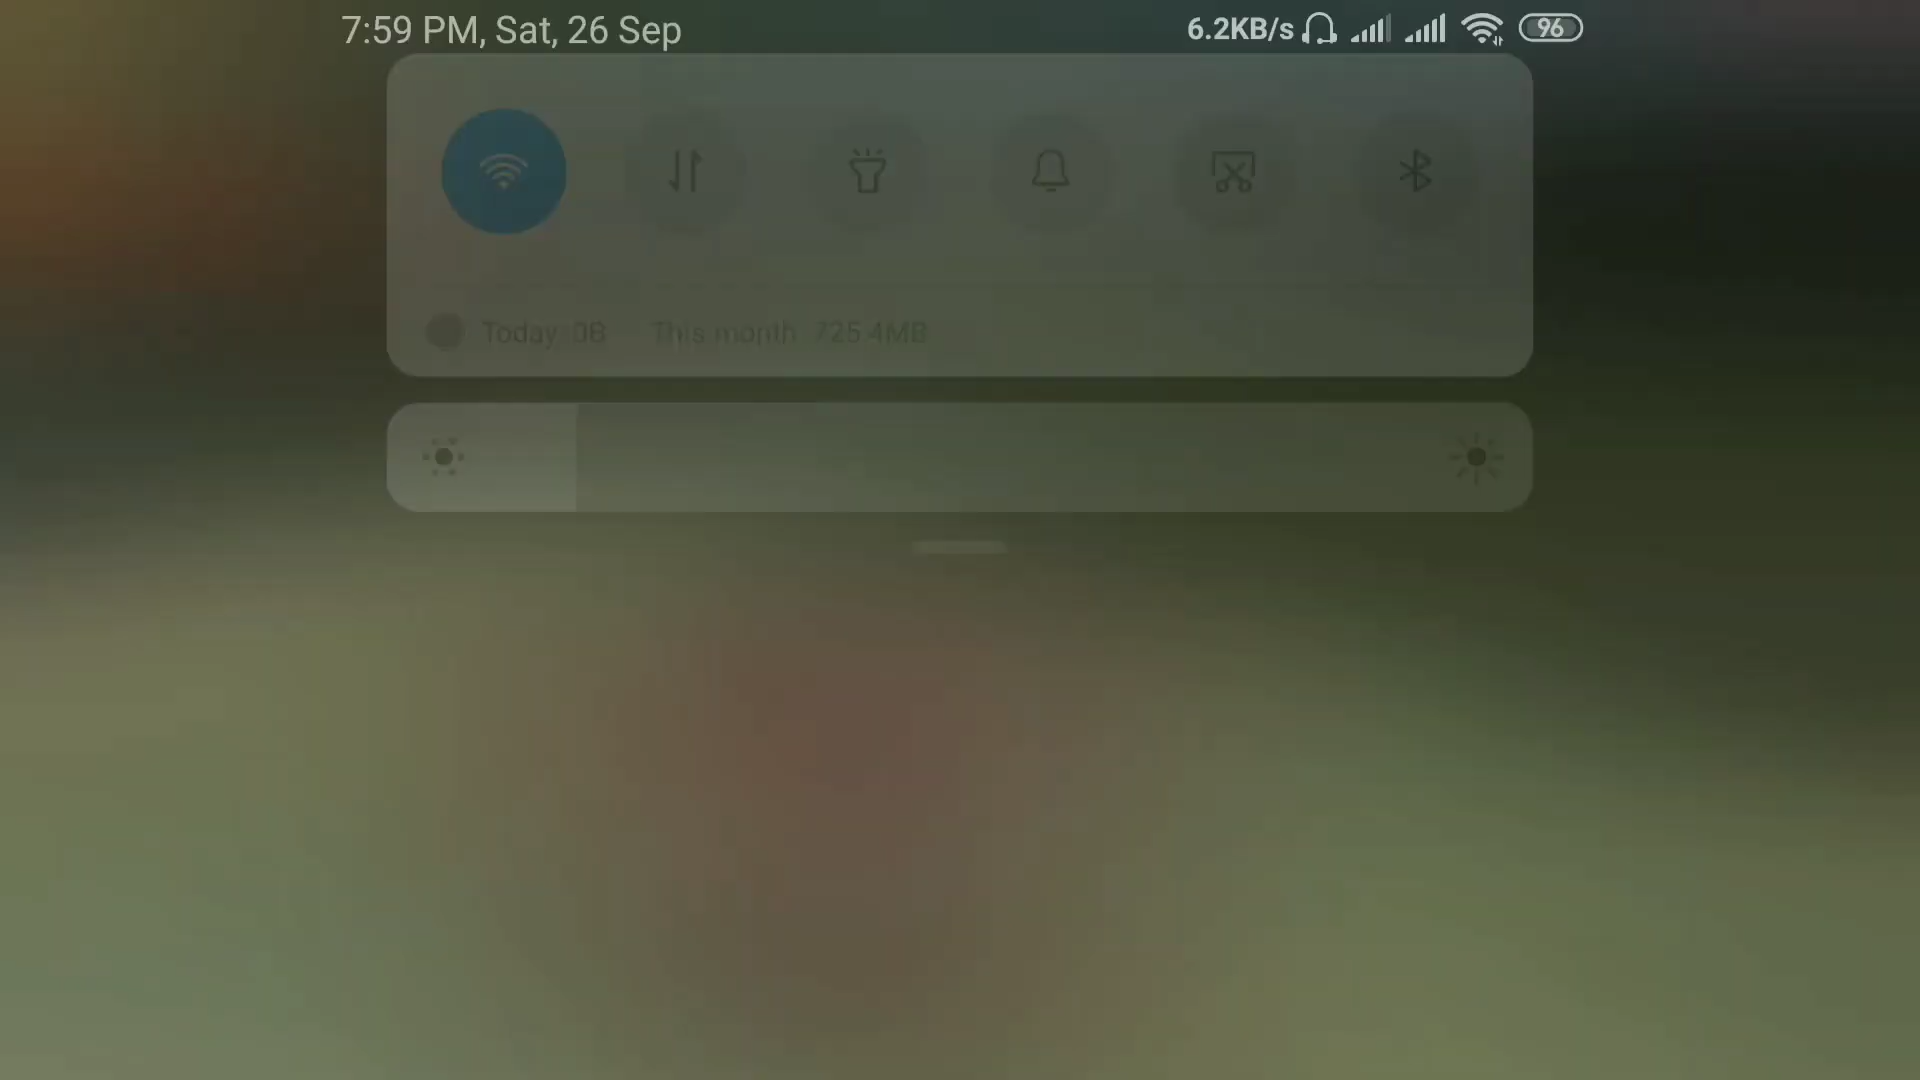 7:59 PM, Sat, 26 Sep 6.2KB/s 96
Today 0B This month 725.4MB